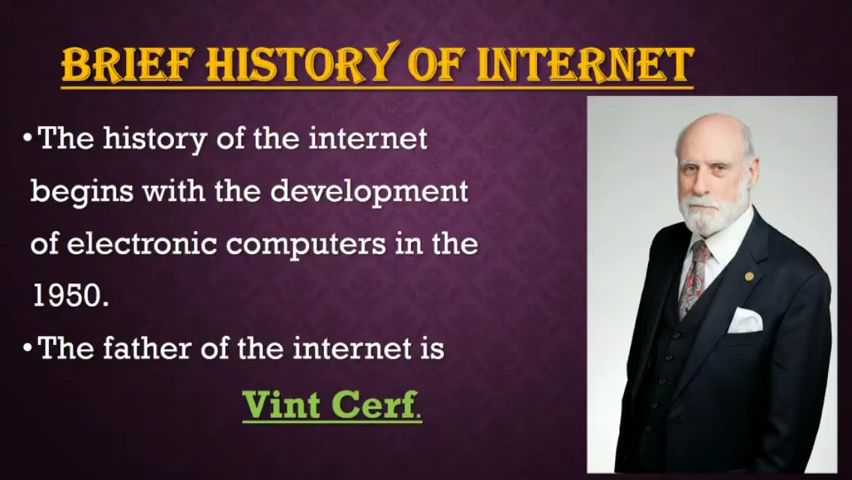 BRIEF HISTORY OF INTERNET
•The history of the internet
begins with the development
of electronic computers in the
1950.
•The father of the internet is
Vint Cerf.